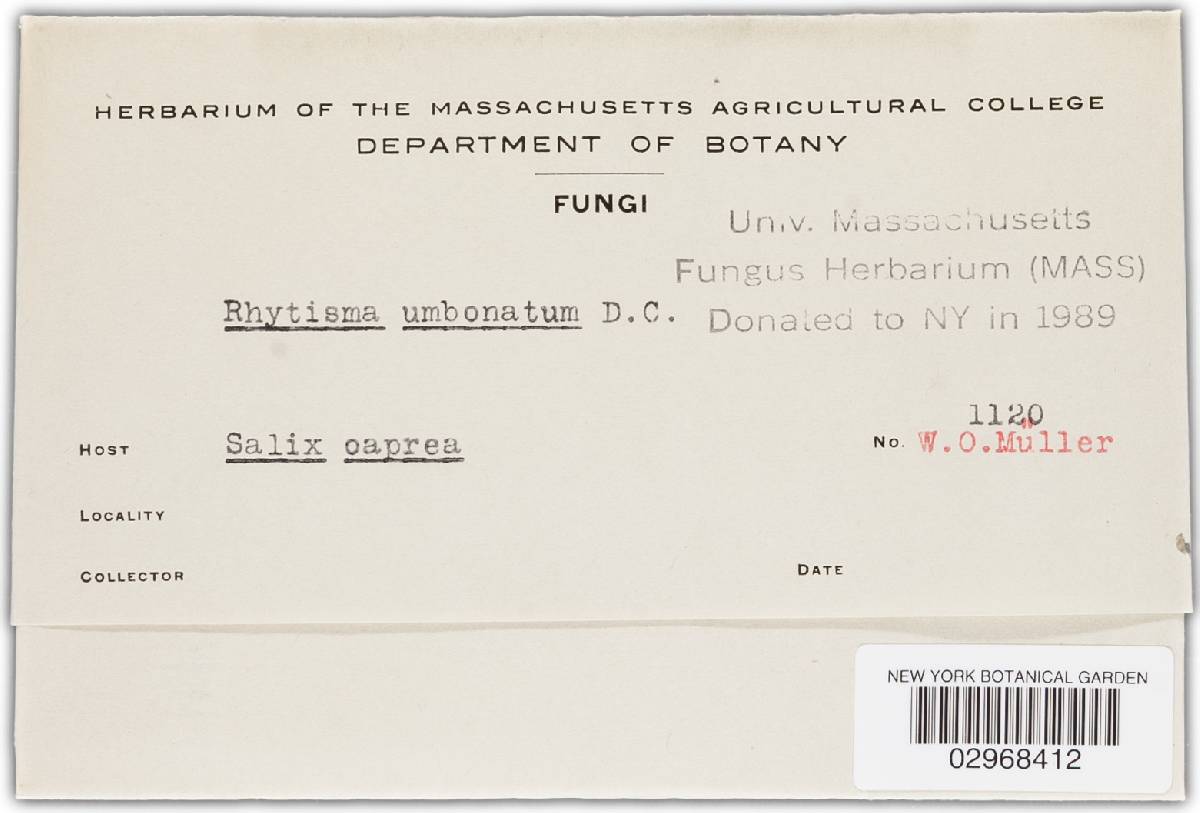 HERBARIUM OF THE MASSACHUSETTS AGRICULTURAL COLLEGE
DEPARTMENT OF BOTANY
FUNGI
Univ. Massachusetts
Fungus Herbarium (MASS)
Donated to NY in 1989
Rhytisma umbonatum D.C.
HOST Salix caprea
No. 1120
W.O.Müller
LOCALITY
COLLECTOR
DATE
NEW YORK BOTANICAL GARDEN
02968412